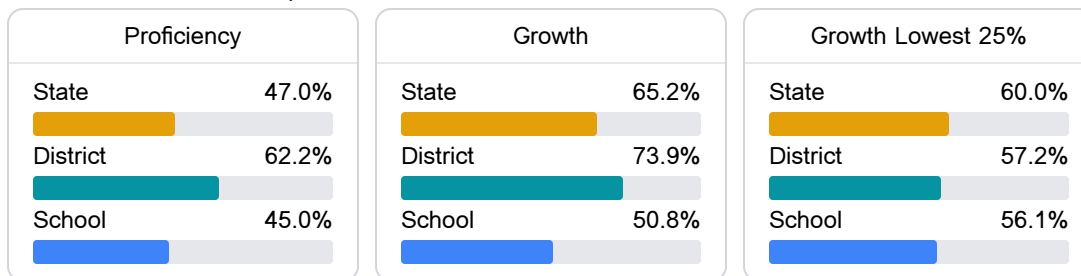 Proficiency
State 47.0%
District 62.2%
School 45.0%
Growth
State 65.2%
District 73.9%
School 50.8%
Growth Lowest 25%
State 60.0%
District 57.2%
School 56.1%